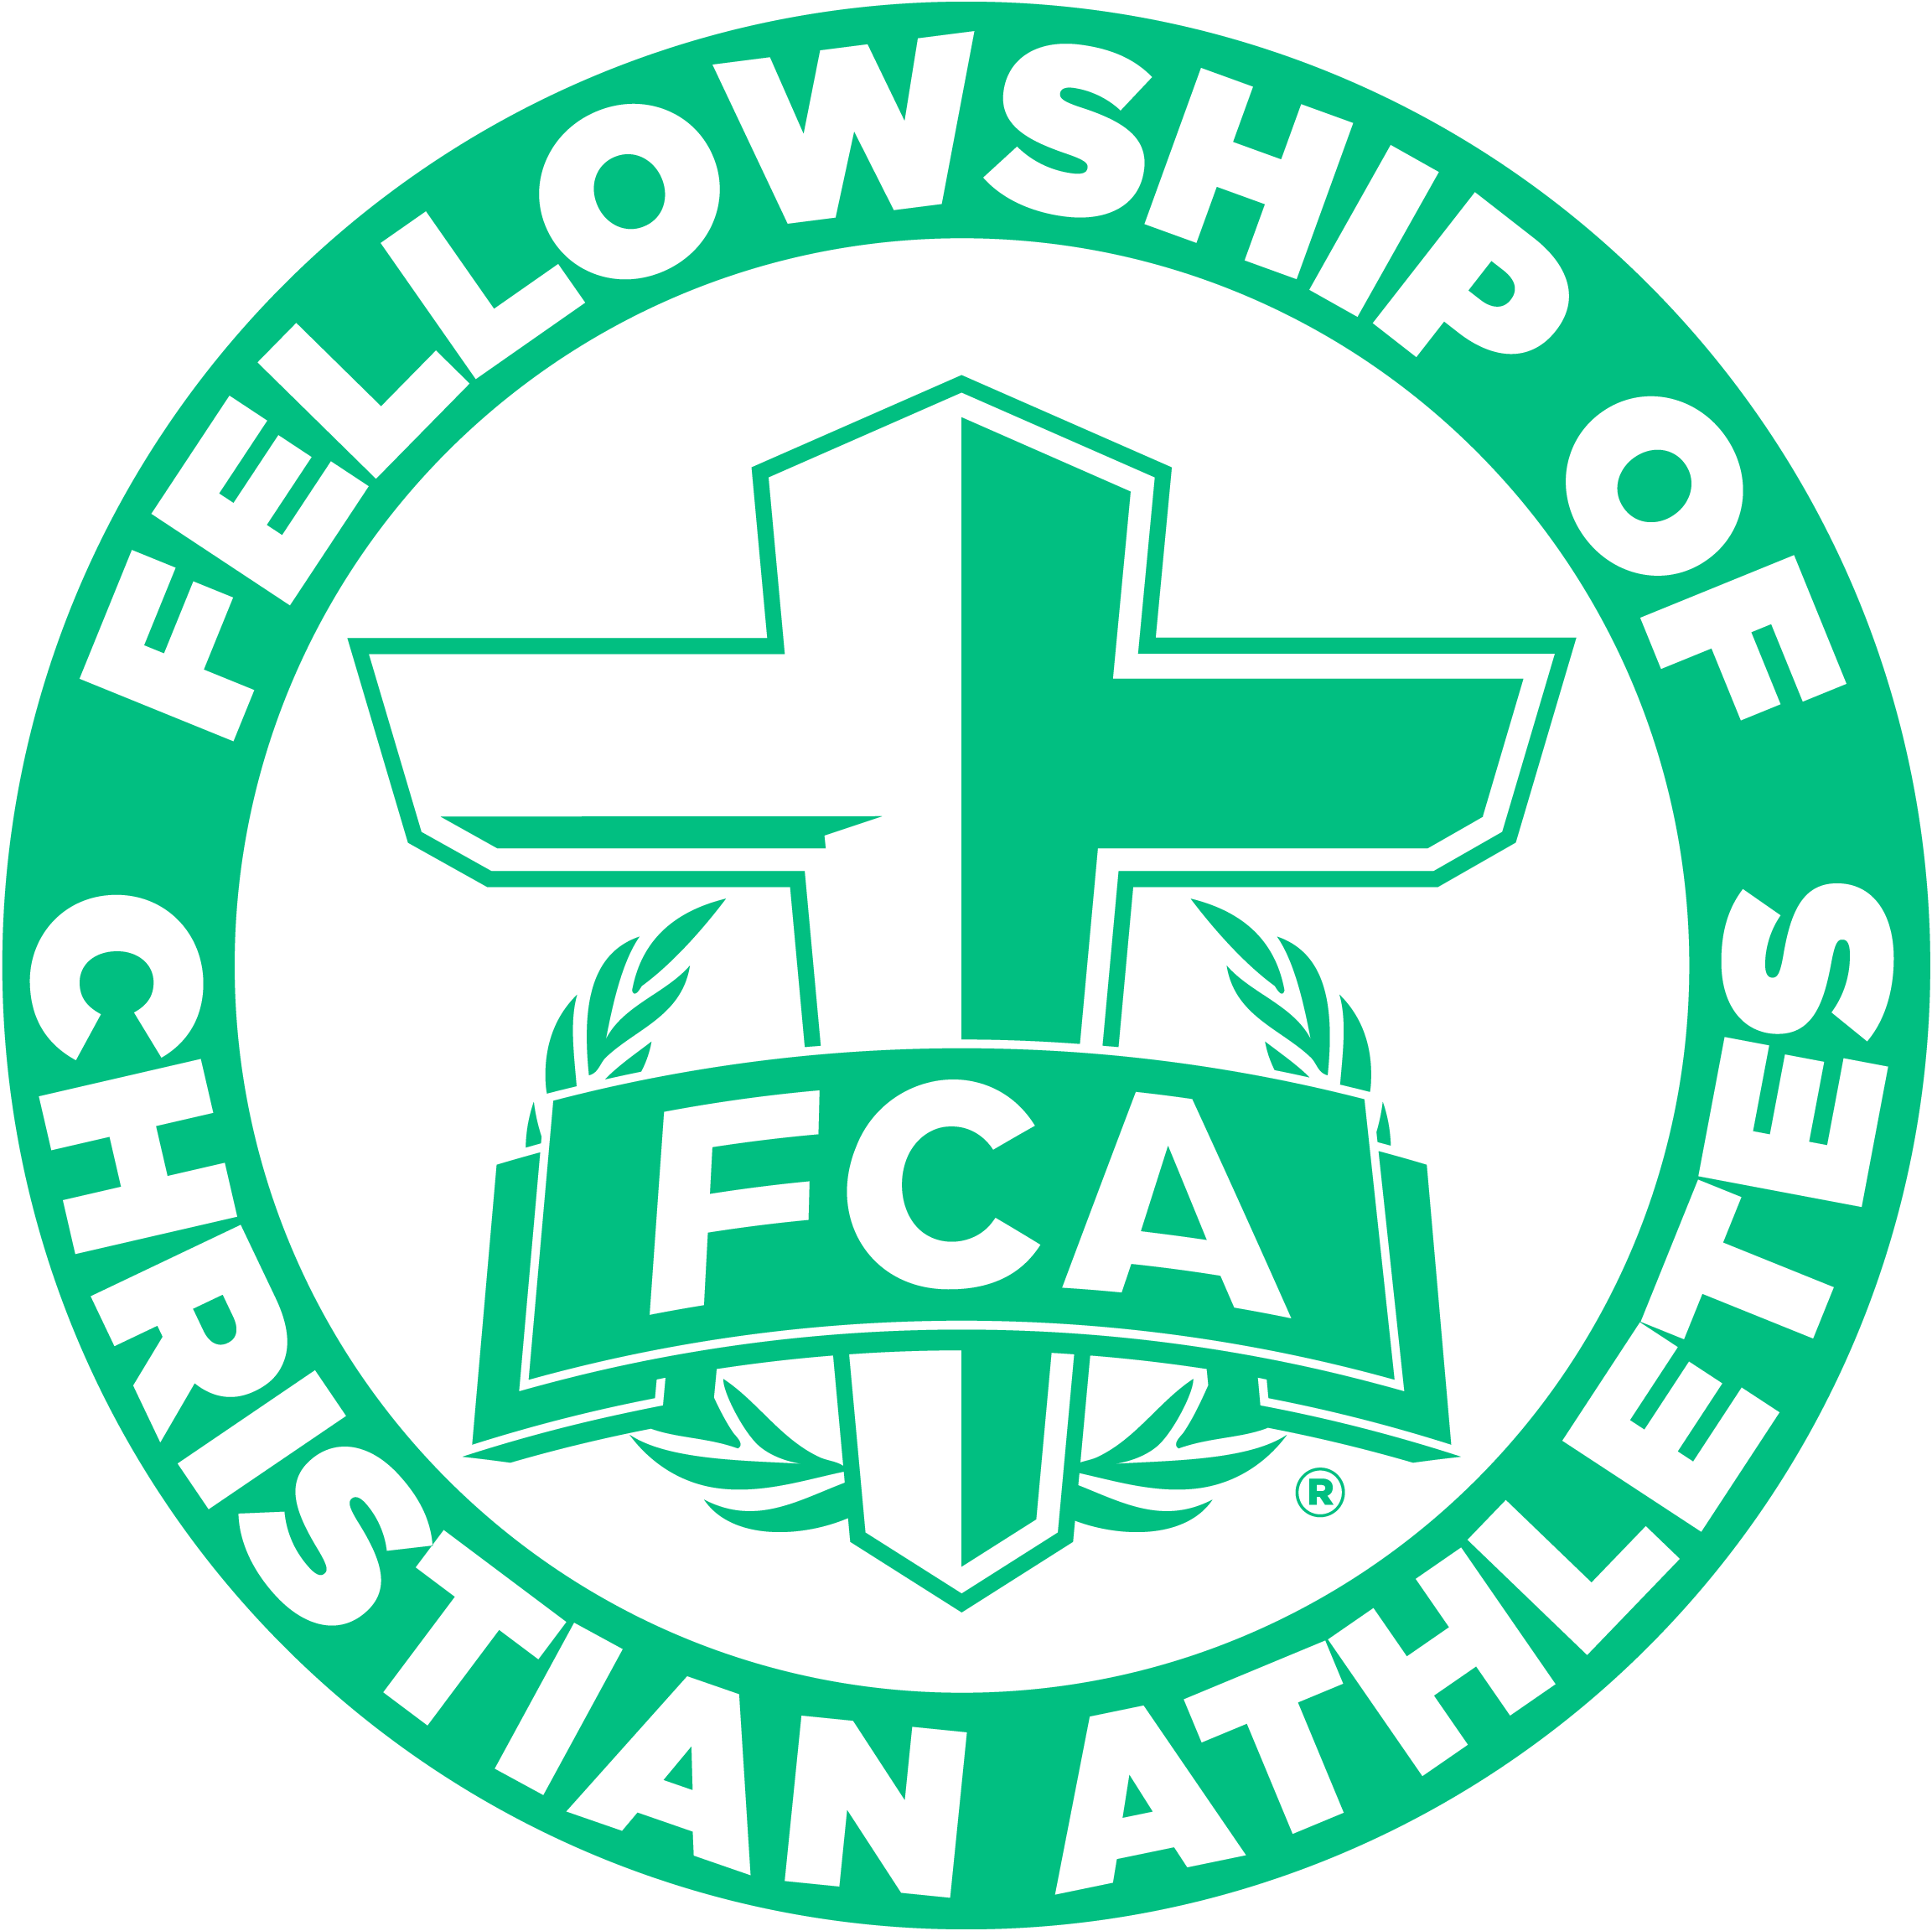 FELLOWSHIP OF
CHRISTIAN ATHLETES
FCA
®